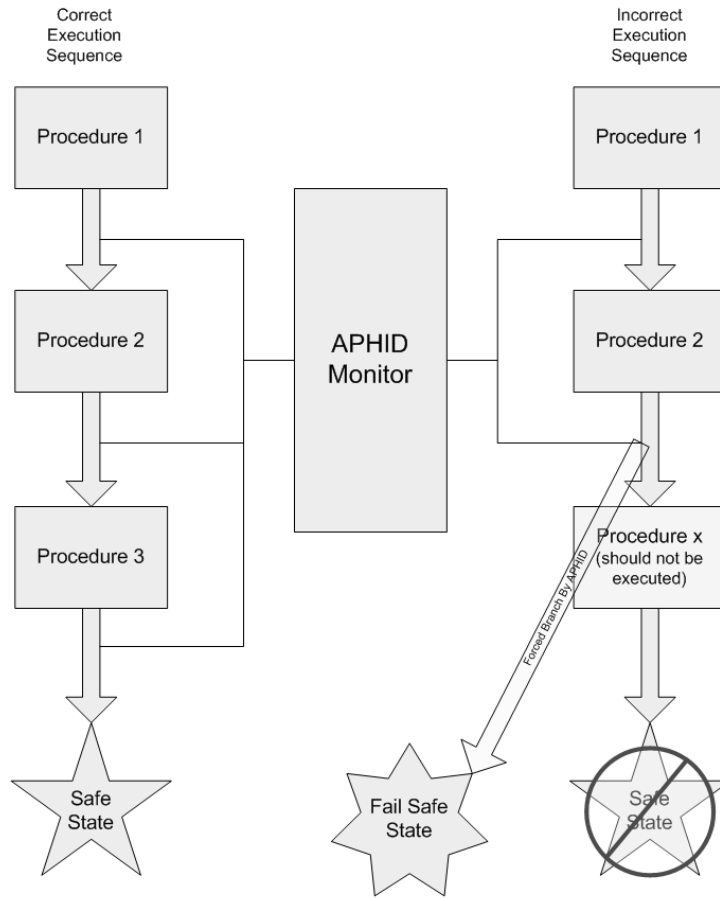 Correct
Execution
Sequence
Incorrect
Execution
Sequence
Procedure 1
Procedure 1
APHID
Monitor
Procedure 2
Procedure 2
Procedure 3
Procedure x
(should not be
executed)
Forced Branch By APHID
Safe
State
Fail Safe
State
Safe
State